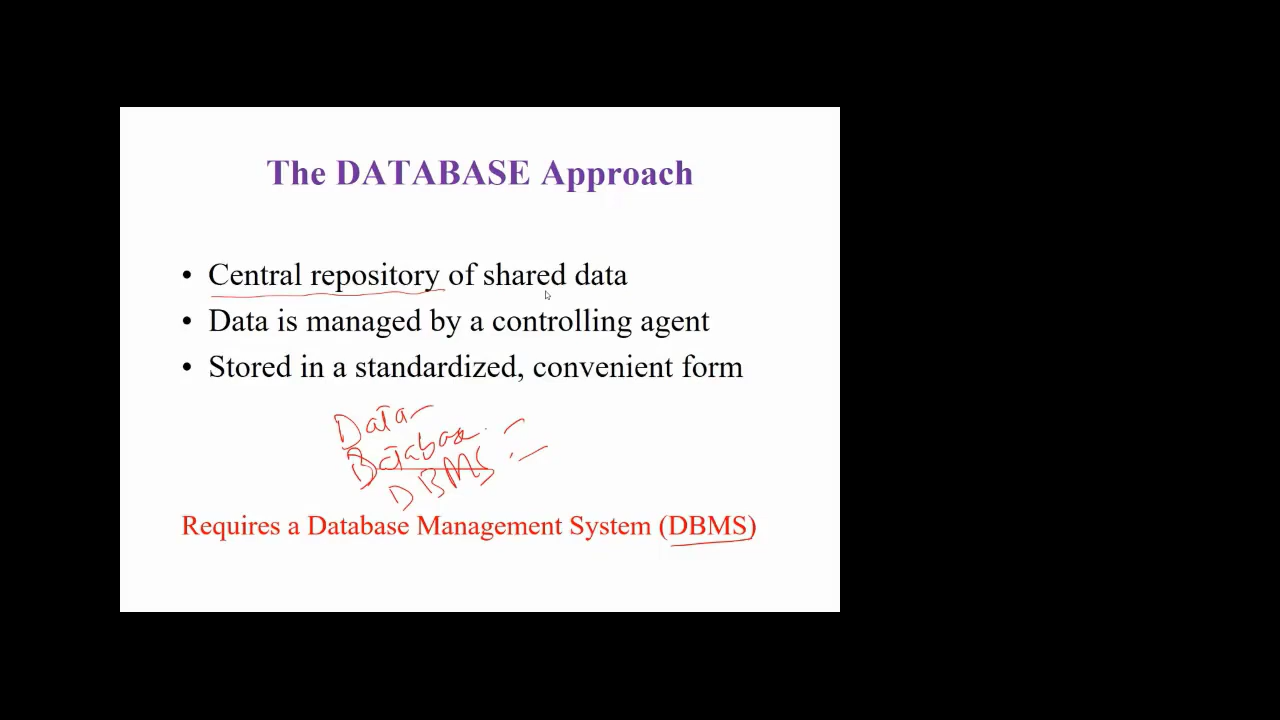 The DATABASE Approach
• Central repository of shared data
• Data is managed by a controlling agent
• Stored in a standardized, convenient form
Data
Database
DBMS
Requires a Database Management System (DBMS)